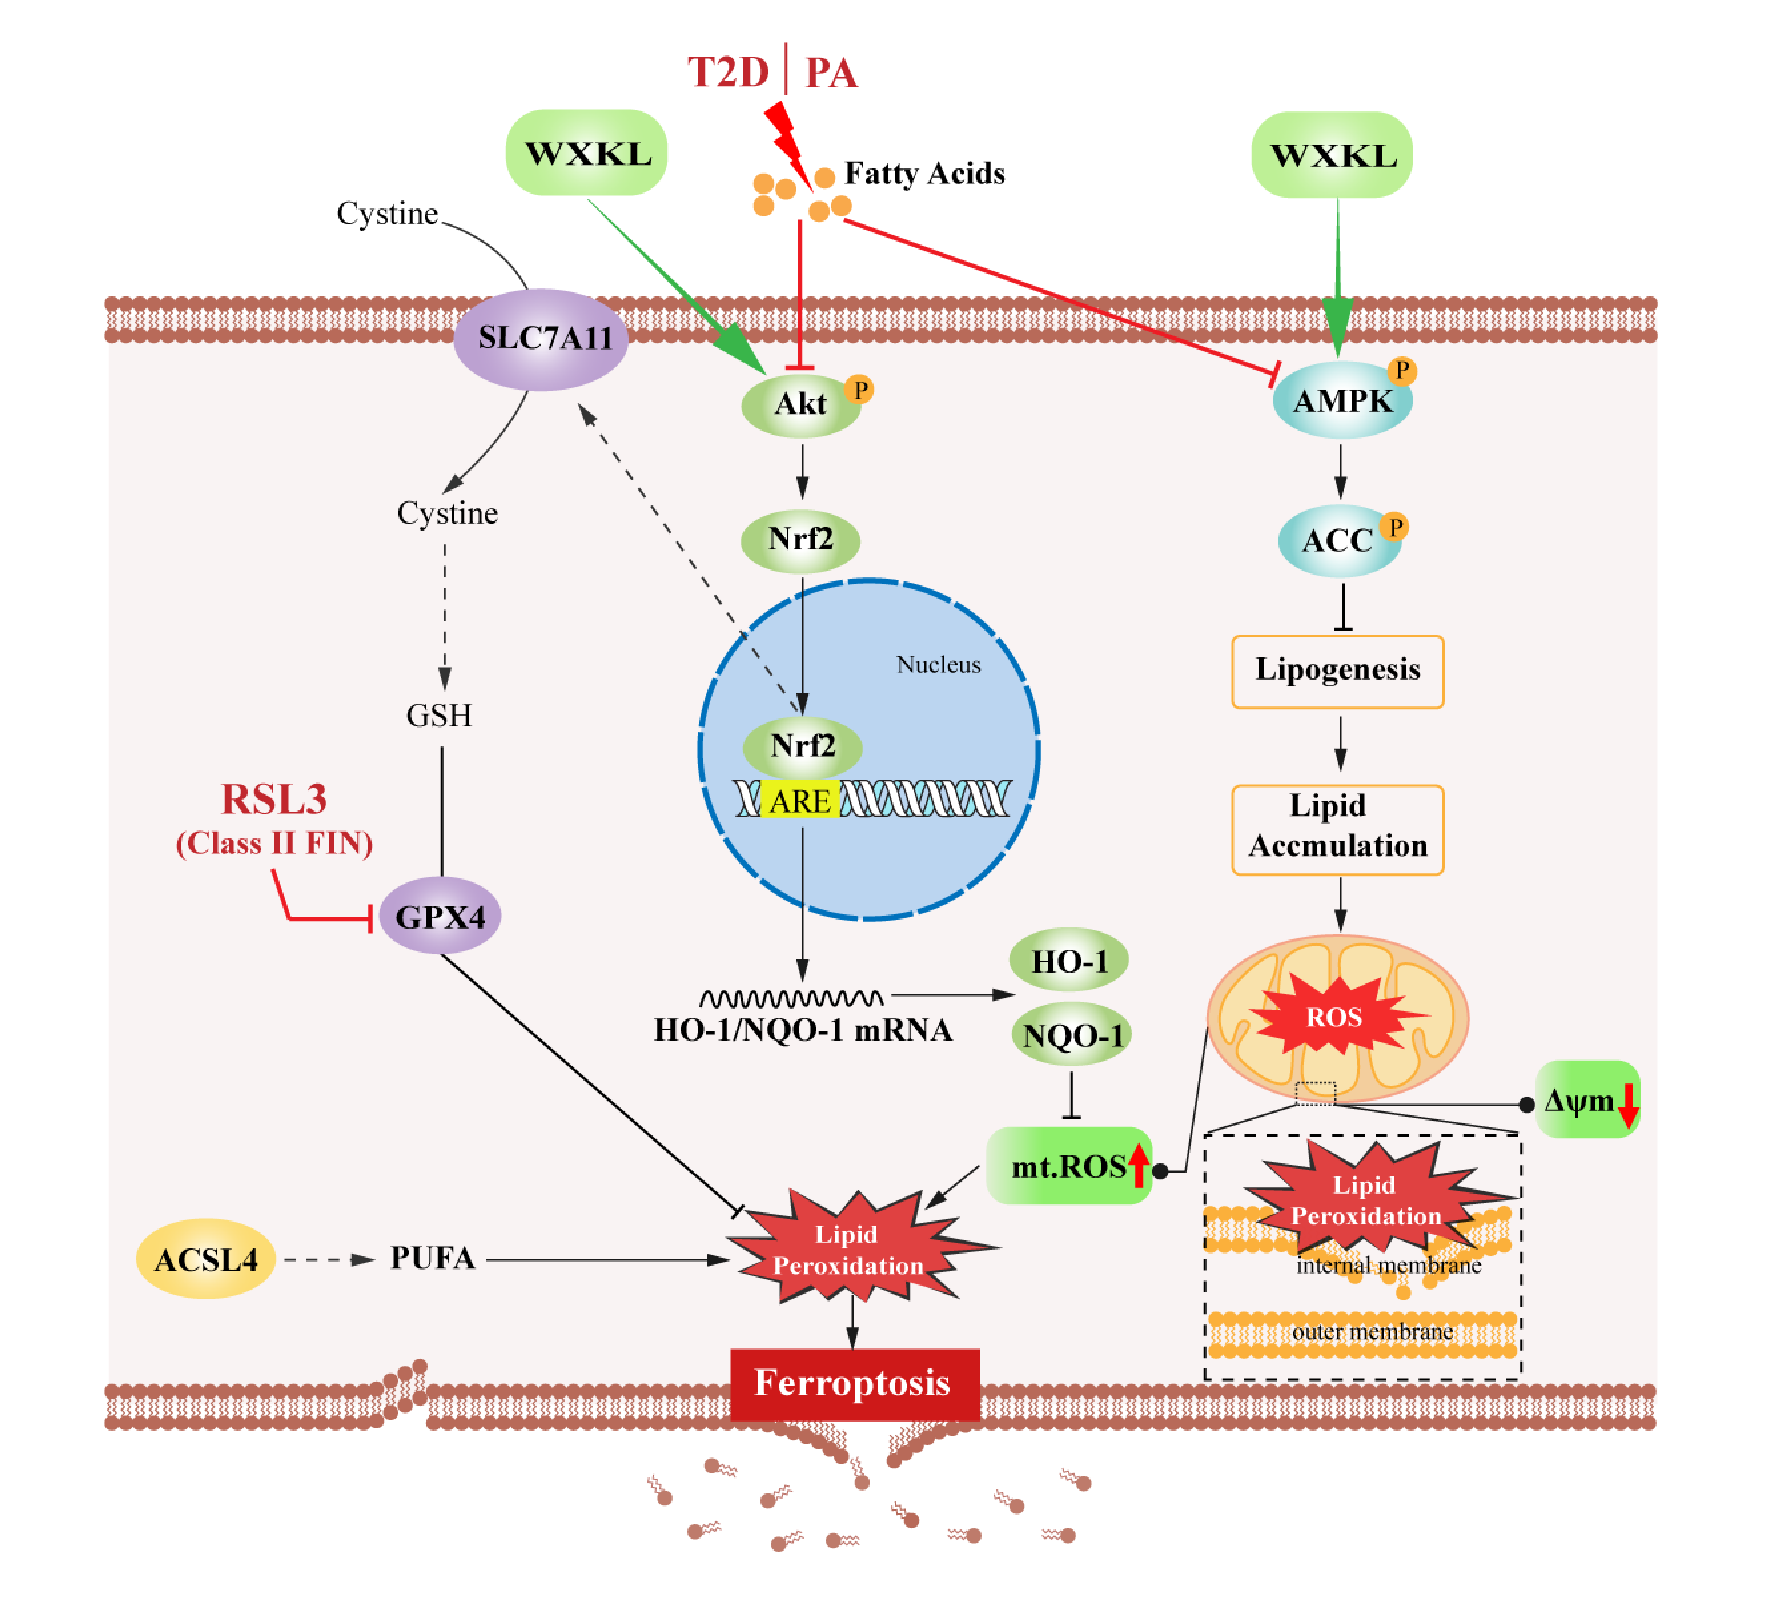 T2D | PA
WXKL
Fatty Acids
WXKL
Cystine
SLC7A11
Akt
P
AMPK
P
Cystine
Nrf2
ACC
P
Nucleus
Lipogenesis
GSH
Nrf2
ARE
RSL3
(Class II FIN)
Lipid
Accmulation
GPX4
HO-1
HO-1/NQO-1 mRNA
NQO-1
ROS
Δψm
mt.ROS
Lipid
Peroxidation
internal membrane
outer membrane
ACSL4
PUFA
Lipid
Peroxidation
Ferroptosis